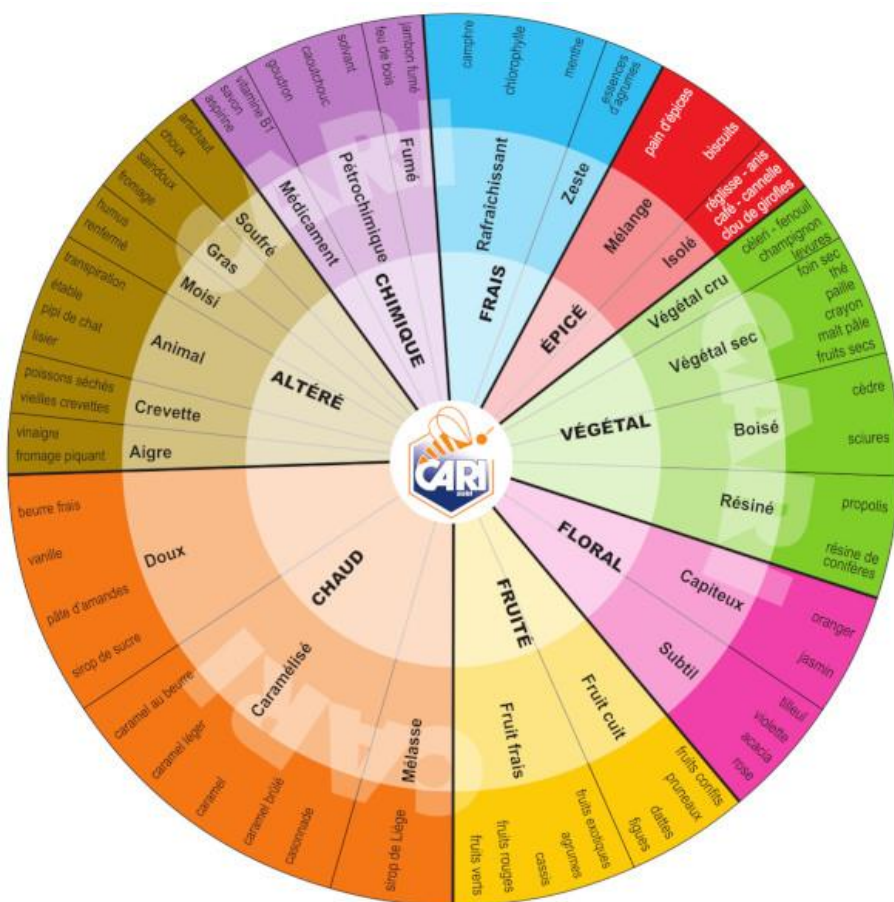 CARI
CARI
CARI
CARI
asbl
FRAIS
Rafraîchissant
camphre
chlorophylle
menthe
Zeste
essences
d'agrumes
ÉPICÉ
Mélange
pain d'épices
biscuits
Isolé
réglisse - anis
café - cannelle
clou de girofles
VÉGÉTAL
Végétal cru
céleri - fenouil
champignon
levures
Végétal sec
foin sec
thé
paille
crayon
malt pâle
fruits secs
Boisé
cèdre
sciures
Résiné
propolis
résine de
conifères
FLORAL
Capiteux
oranger
jasmin
Subtil
tilleul
violette
acacia
rose
FRUITÉ
Fruit cuit
fruits confits
pruneaux
dattes
figues
Fruit frais
fruits exotiques
agrumes
cassis
fruits rouges
fruits verts
CHAUD
Mélasse
sirop de Liège
Caramélisé
cassonnade
caramel brûlé
caramel
caramel léger
caramel au beurre
Doux
sirop de sucre
pâte d'amandes
vanille
beurre frais
ALTÉRÉ
Aigre
fromage piquant
vinaigre
Crevette
vieilles crevettes
poissons séchés
Animal
lisier
pipi de chat
étable
transpiration
Moisi
renfermé
humus
Gras
fromage
saindoux
Soufré
choux
artichaut
CHIMIQUE
Médicament
aspirine
savon
vitamine B1
Pétrochimique
goudron
caoutchouc
solvant
Fumé
feu de bois
jambon fumé